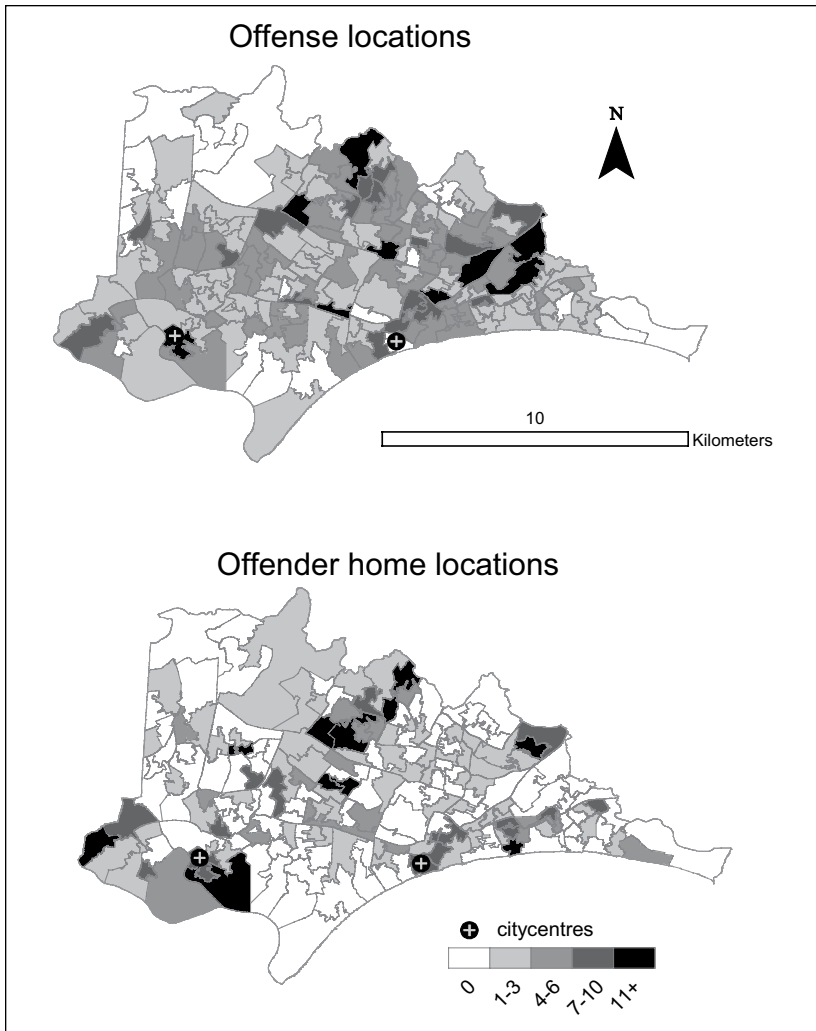 Offense locations
N
10
Kilometers
Offender home locations
citycentres
0
1-3
4-6
7-10
11+